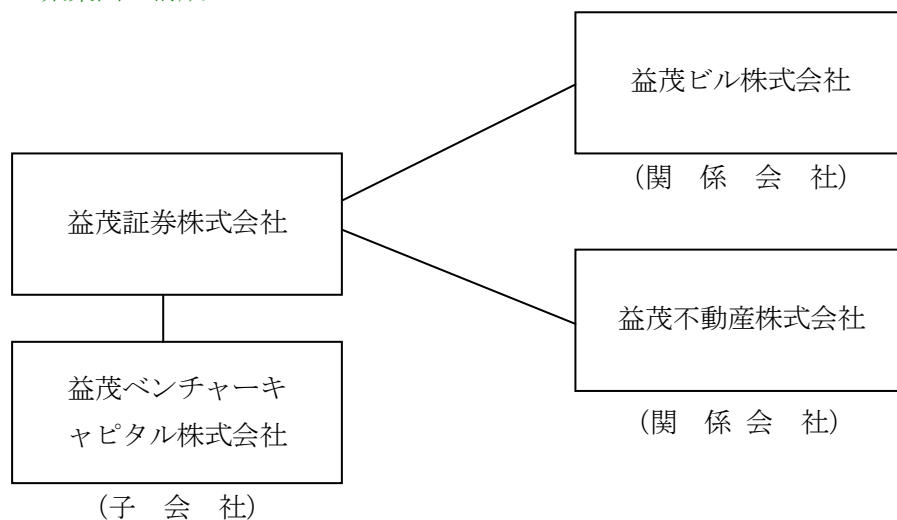 益茂ビル株式会社
(関 係 会 社)
益茂証券株式会社
益茂不動産株式会社
(関 係 会 社)
益茂ベンチャーキ
ャピタル株式会社
(子 会 社)